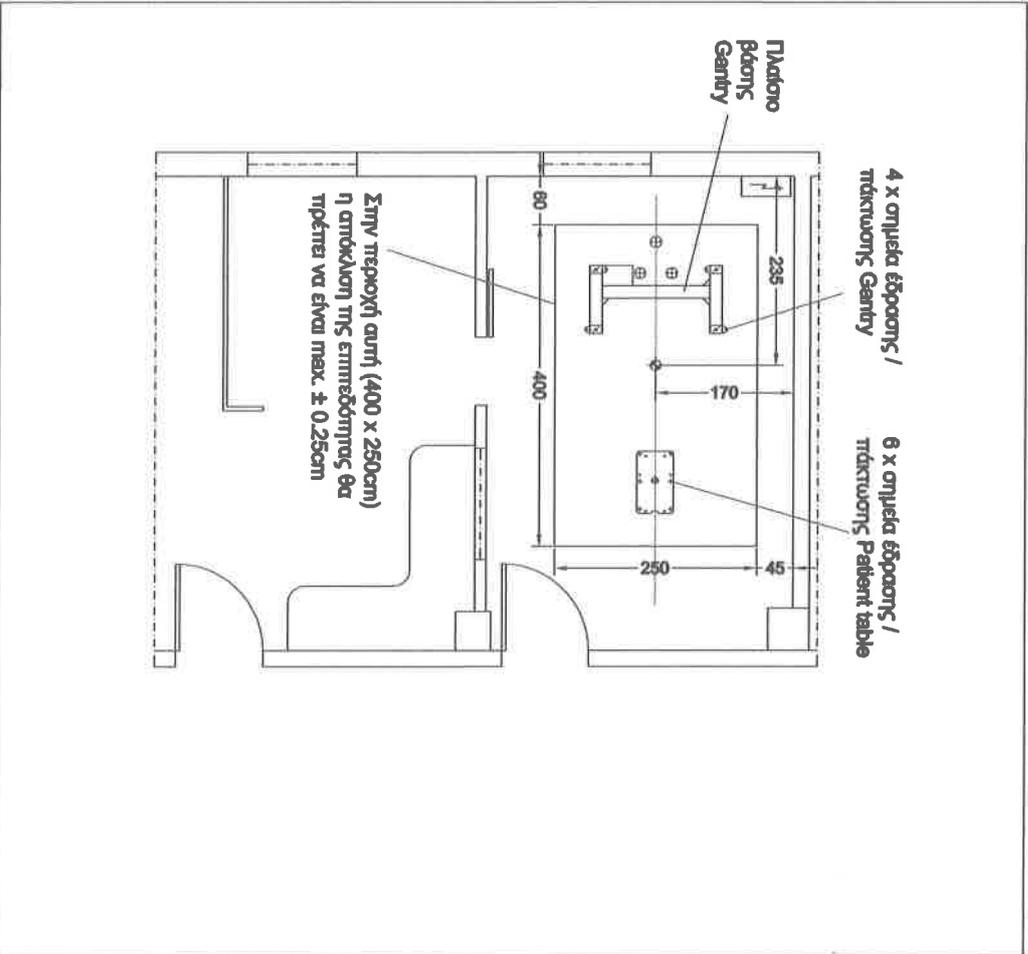 Πλαίσιο
βάσης
Gantry
4 x σημεία έδρασης /
πάκτωσης Gantry
6 x σημεία έδρασης /
πάκτωσης Patient table
60
235
170
400
250
45
Στην περιοχή αυτή (400 x 250cm)
η απόκλιση της επιπεδότητας θα
πρέπει να είναι max. ± 0.25cm